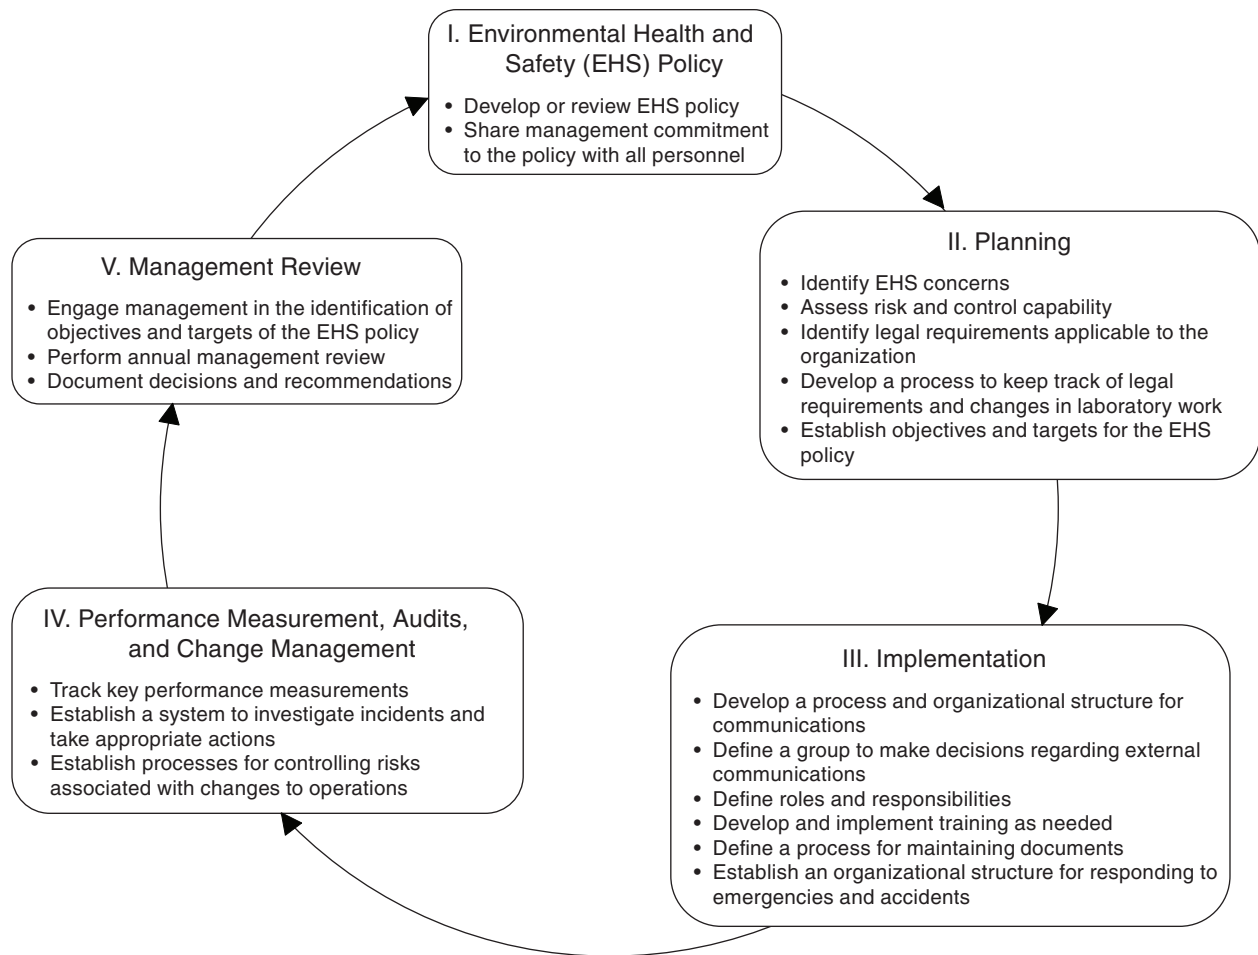 I. Environmental Health and
Safety (EHS) Policy
• Develop or review EHS policy
• Share management commitment
to the policy with all personnel
II. Planning
• Identify EHS concerns
• Assess risk and control capability
• Identify legal requirements applicable to the
organization
• Develop a process to keep track of legal
requirements and changes in laboratory work
• Establish objectives and targets for the EHS
policy
III. Implementation
• Develop a process and organizational structure for
communications
• Define a group to make decisions regarding external
communications
• Define roles and responsibilities
• Develop and implement training as needed
• Define a process for maintaining documents
• Establish an organizational structure for responding to
emergencies and accidents
IV. Performance Measurement, Audits,
and Change Management
• Track key performance measurements
• Establish a system to investigate incidents and
take appropriate actions
• Establish processes for controlling risks
associated with changes to operations
V. Management Review
• Engage management in the identification of
objectives and targets of the EHS policy
• Perform annual management review
• Document decisions and recommendations